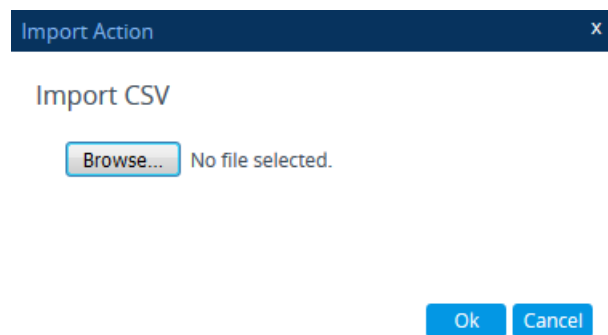 Import Action x
Import CSV
Browse... No file selected.
Ok Cancel